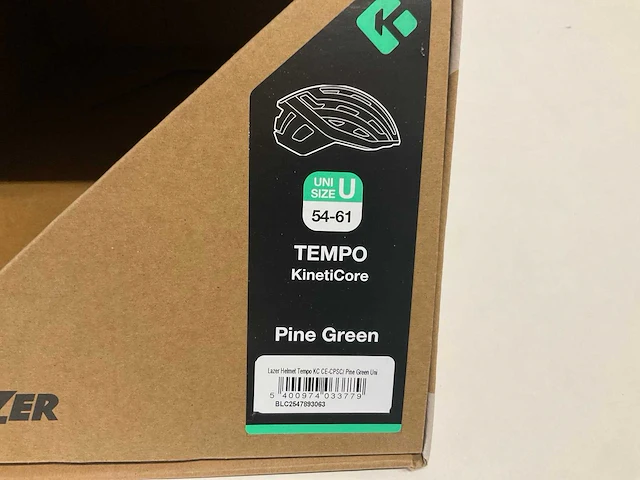 UNI
SIZE U
54-61
TEMPO
KinetiCore
Pine Green
Lazer Helmet Tempo KC CE-CPSC/ Pine Green Uni
5 400974 033779
BLC2547893063
ZER